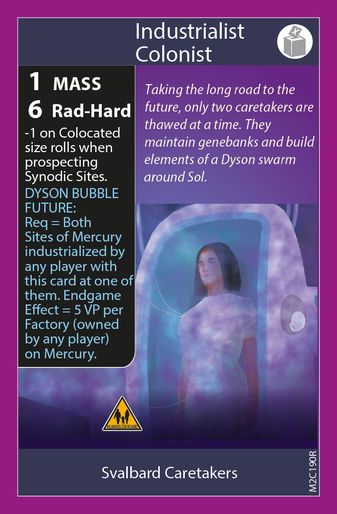 Industrialist
Colonist
1 MASS
6 Rad-Hard
-1 on Colocated
size rolls when
prospecting
Synodic Sites.
DYSON BUBBLE
FUTURE:
Req = Both
Sites of Mercury
industrialized by
any player with
this card at one of
them. Endgame
Effect = 5 VP per
Factory (owned
by any player)
on Mercury.
Taking the long road to the
future, only two caretakers are
thawed at a time. They
maintain genebanks and build
elements of a Dyson swarm
around Sol.
Svalbard Caretakers
M2C190R